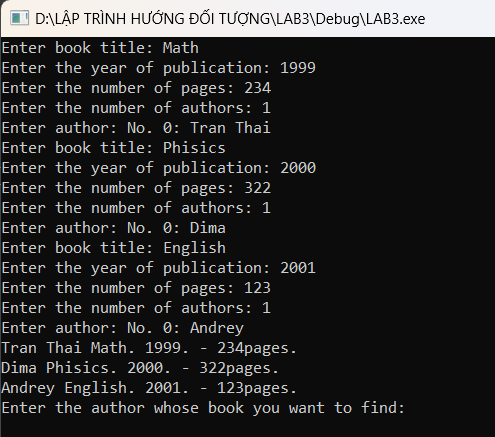 D:\LẬP TRÌNH HƯỚNG ĐỐI TƯỢNG\LAB3\Debug\LAB3.exe
Enter book title: Math
Enter the year of publication: 1999
Enter the number of pages: 234
Enter the number of authors: 1
Enter author: No. 0: Tran Thai
Enter book title: Phisics
Enter the year of publication: 2000
Enter the number of pages: 322
Enter the number of authors: 1
Enter author: No. 0: Dima
Enter book title: English
Enter the year of publication: 2001
Enter the number of pages: 123
Enter the number of authors: 1
Enter author: No. 0: Andrey
Tran Thai Math. 1999. - 234pages.
Dima Phisics. 2000. - 322pages.
Andrey English. 2001. - 123pages.
Enter the author whose book you want to find: